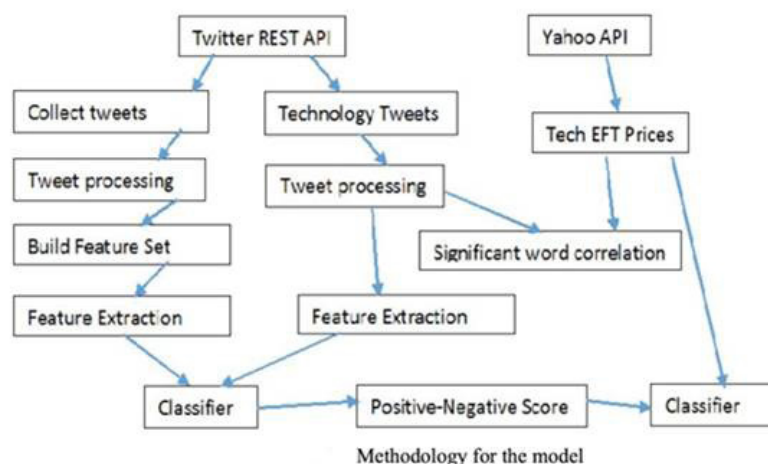 Twitter REST API
Yahoo API
Collect tweets
Technology Tweets
Tech EFT Prices
Tweet processing
Tweet processing
Build Feature Set
Significant word correlation
Feature Extraction
Feature Extraction
Classifier
Positive-Negative Score
Classifier
Methodology for the model